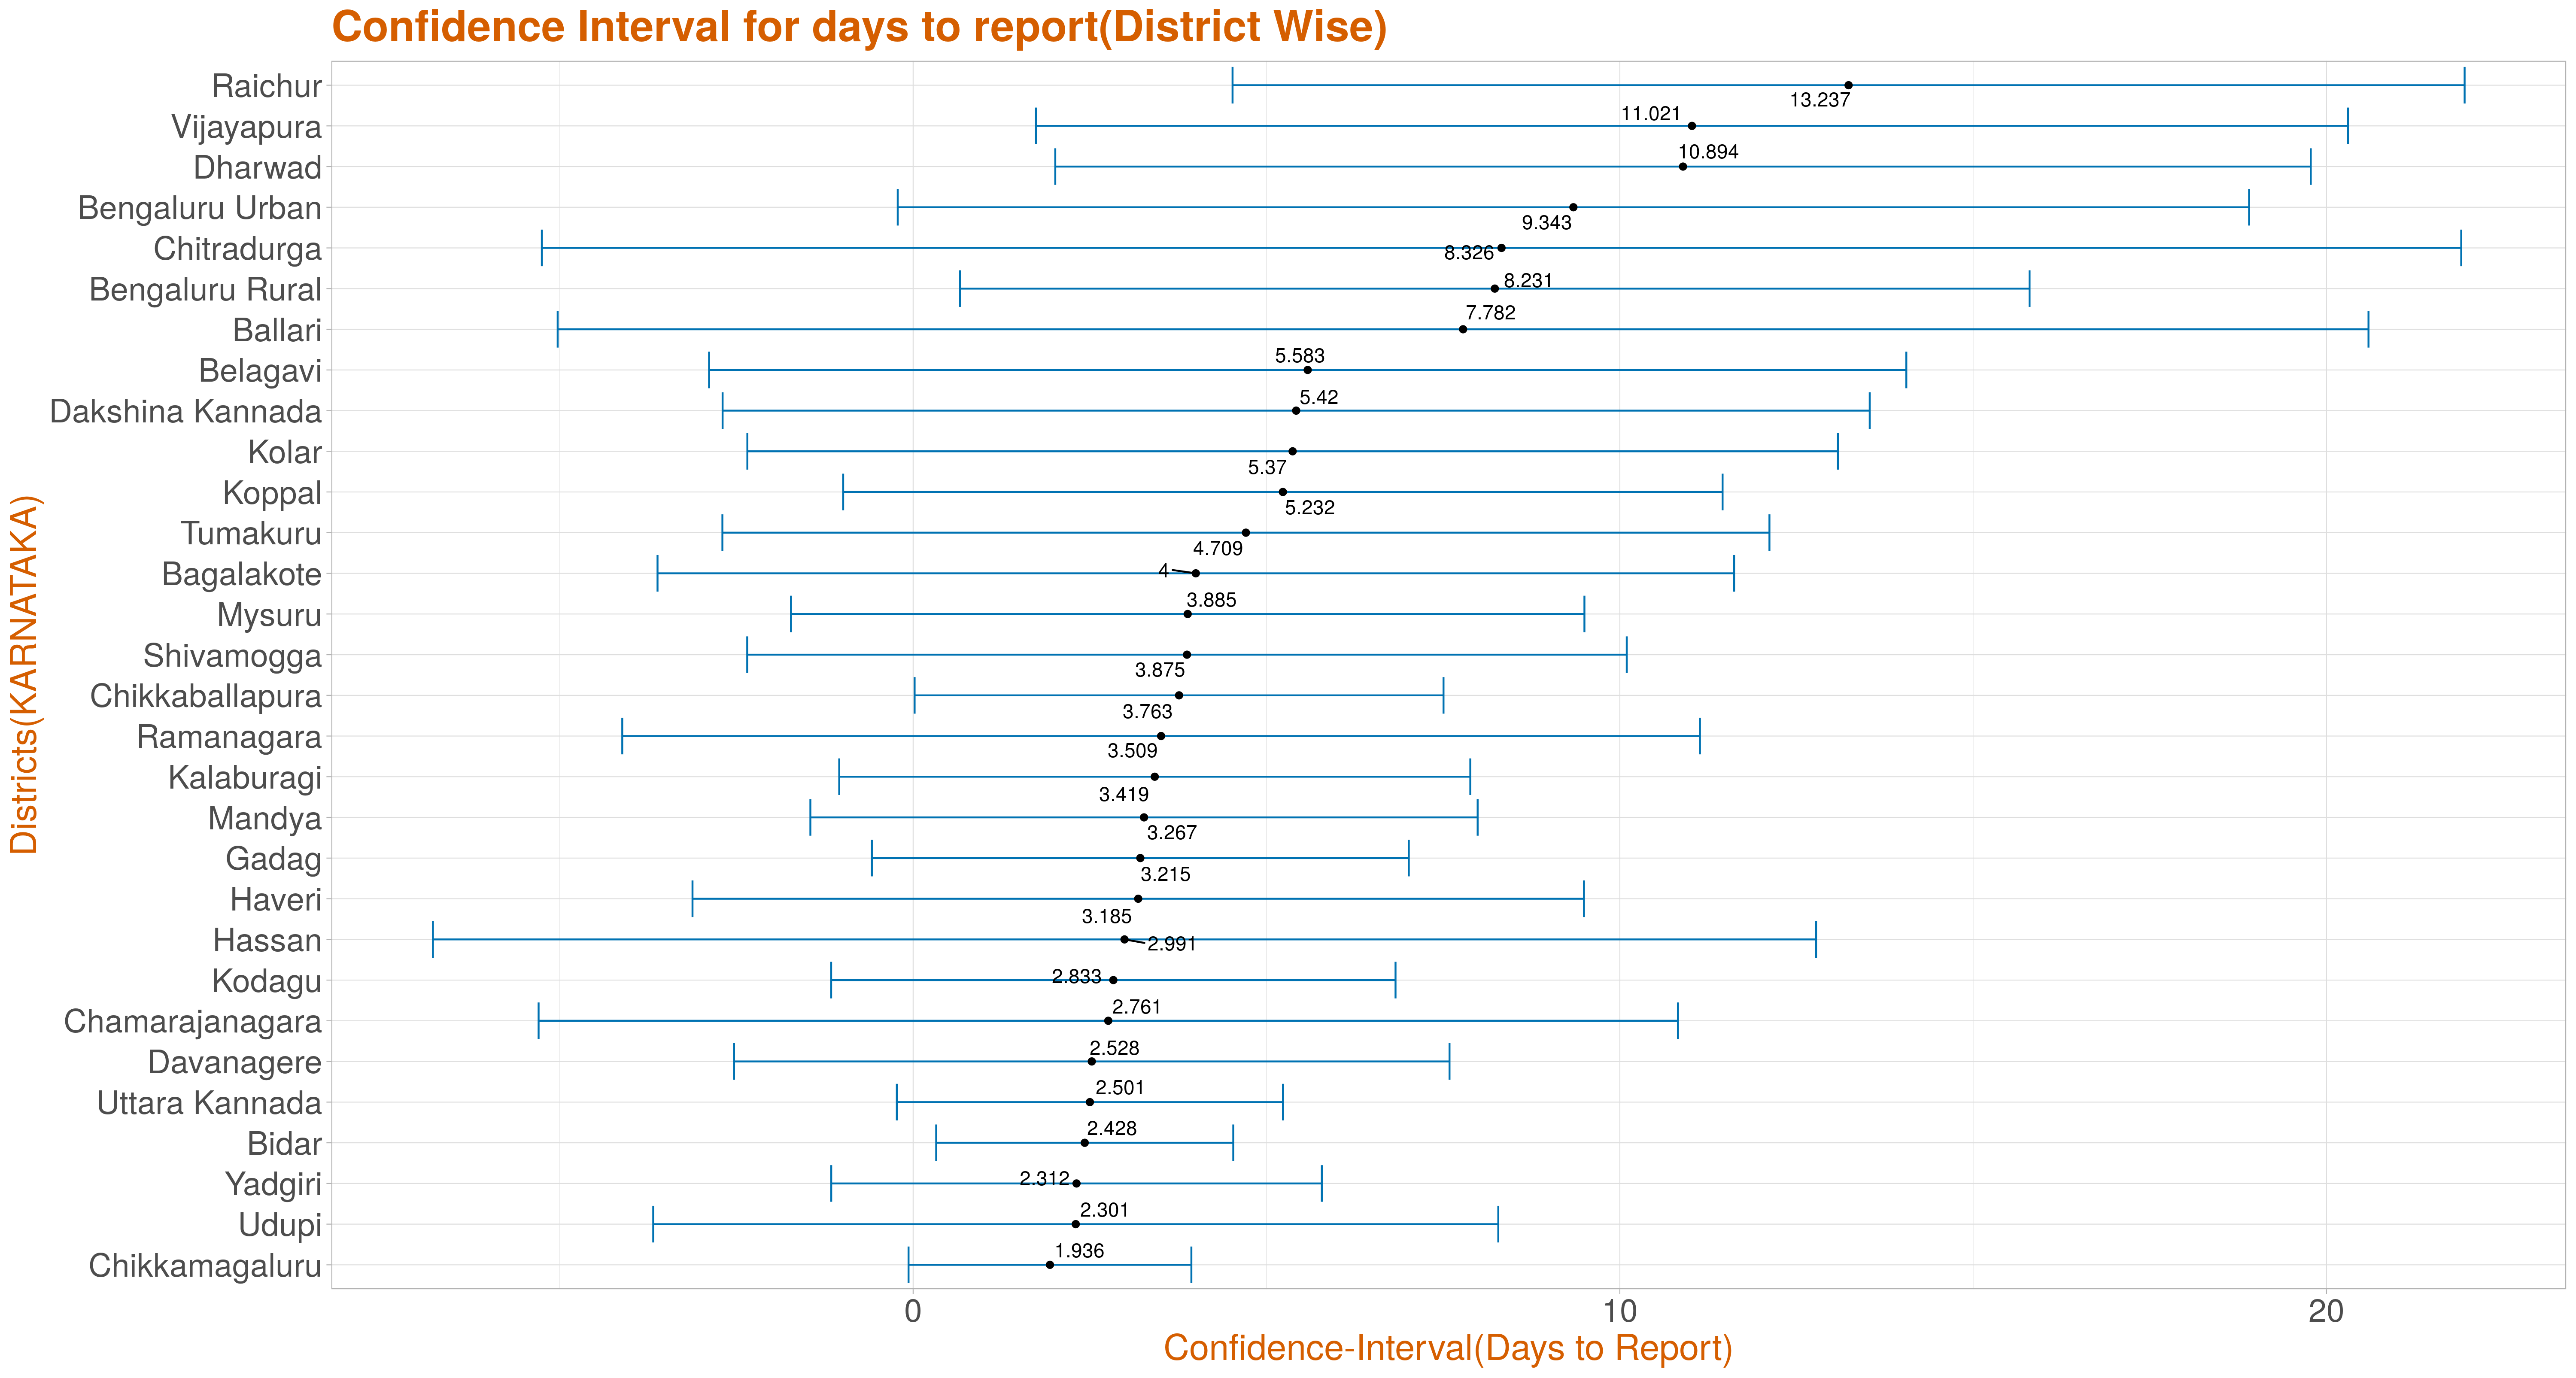 Confidence Interval for days to report(District Wise)
Districts(KARNATAKA)
Raichur
13.237
Vijayapura
11.021
Dharwad
10.894
Bengaluru Urban
9.343
Chitradurga
8.326
Bengaluru Rural
8.231
Ballari
7.782
Belagavi
5.583
Dakshina Kannada
5.42
Kolar
5.37
Koppal
5.232
Tumakuru
4.709
Bagalakote
4
Mysuru
3.885
Shivamogga
3.875
Chikkaballapura
3.763
Ramanagara
3.509
Kalaburagi
3.419
Mandya
3.267
Gadag
3.215
Haveri
3.185
Hassan
2.991
Kodagu
2.833
Chamarajanagara
2.761
Davanagere
2.528
Uttara Kannada
2.501
Bidar
2.428
Yadgiri
2.312
Udupi
2.301
Chikkamagaluru
1.936
0 10 20
Confidence-Interval(Days to Report)